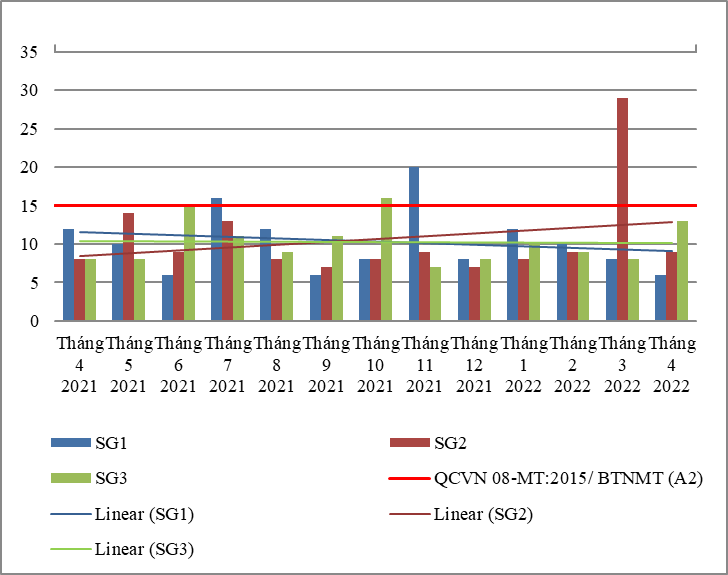 35
30
25
20
15
10
5
0
Tháng Tháng Tháng Tháng Tháng Tháng Tháng Tháng Tháng Tháng Tháng Tháng Tháng
4 5 6 7 8 9 10 11 12 1 2 3 4
2021 2021 2021 2021 2021 2021 2021 2021 2021 2022 2022 2022 2022
SG1 SG2
SG3 QCVN 08-MT:2015/ BTNMT (A2)
Linear (SG1) Linear (SG2)
Linear (SG3)